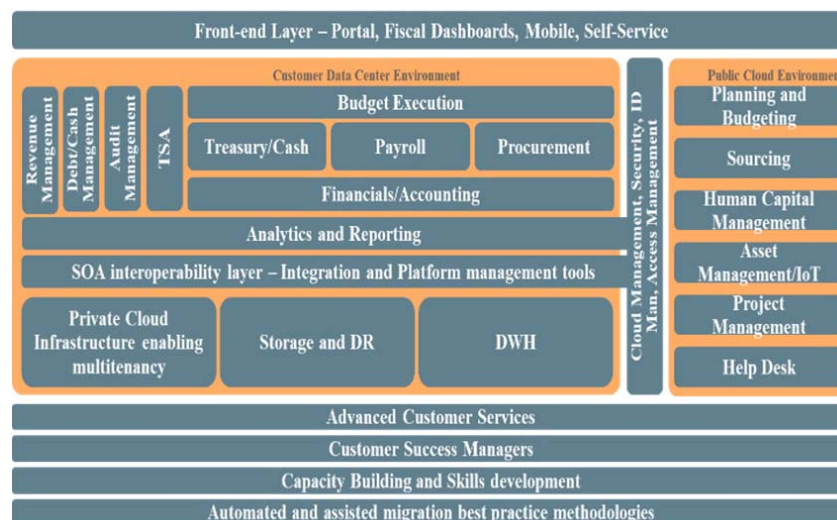 Front-end Layer – Portal, Fiscal Dashboards, Mobile, Self-Service
Customer Data Center Environment
Revenue
Management
Debt/Cash
Management
Audit
Management
TSA
Budget Execution
Treasury/Cash
Payroll
Procurement
Financials/Accounting
Analytics and Reporting
SOA interoperability layer – Integration and Platform management tools
Private Cloud
Infrastructure enabling
multitenancy
Storage and DR
DWH
Cloud Management, Security, ID
Man, Access Management
Public Cloud Environmen
Planning and
Budgeting
Sourcing
Human Capital
Management
Asset
Management/IoT
Project
Management
Help Desk
Advanced Customer Services
Customer Success Managers
Capacity Building and Skills development
Automated and assisted migration best practice methodologies